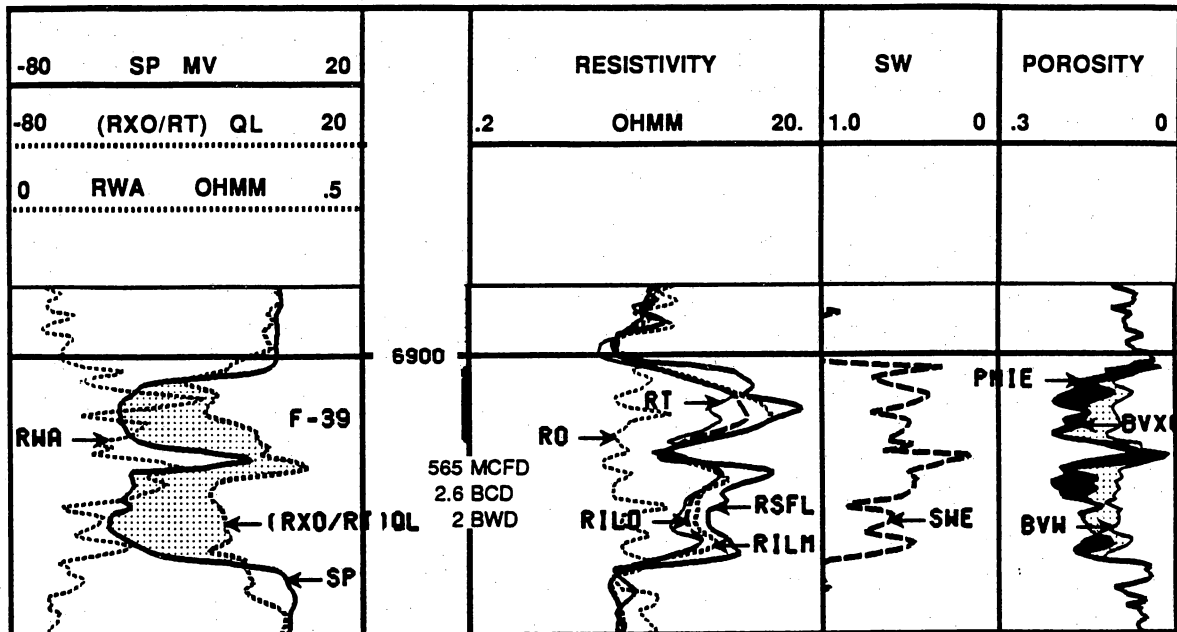 -80 SP MV 20
-80 (RXO/RT) QL 20
0 RWA OHMM .5
RESISTIVITY
.2 OHMM 20.
SW
1.0 0
POROSITY
.3 0
6900
F-39
RWA
(RXO/RT)QL
SP
565 MCFD
2.6 BCD
2 BWD
RT
RO
RILD
RSFL
RILM
SWE
PHIE
BVXO
BVW